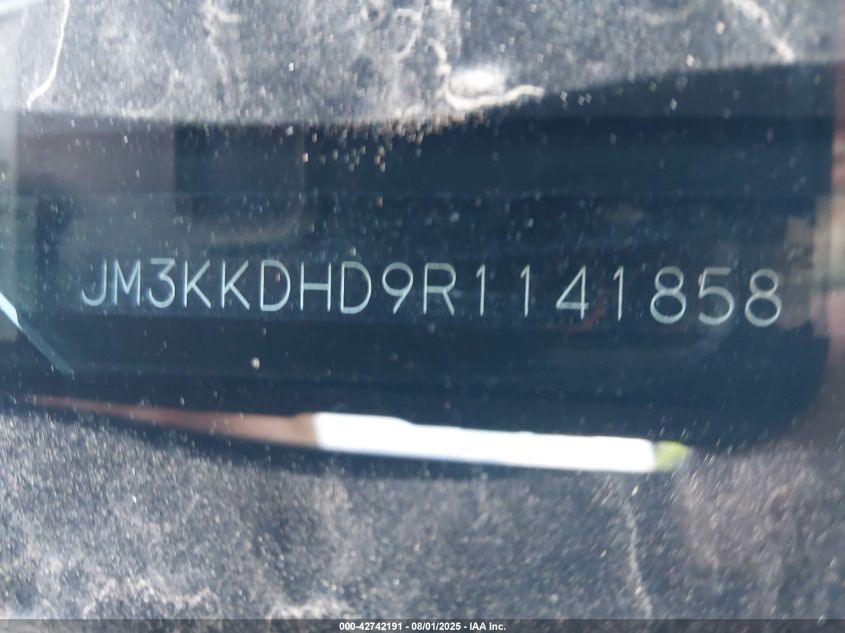 JM3KKDHD9R1141858
000-42742191 - 08/01/2025 - IAA Inc.